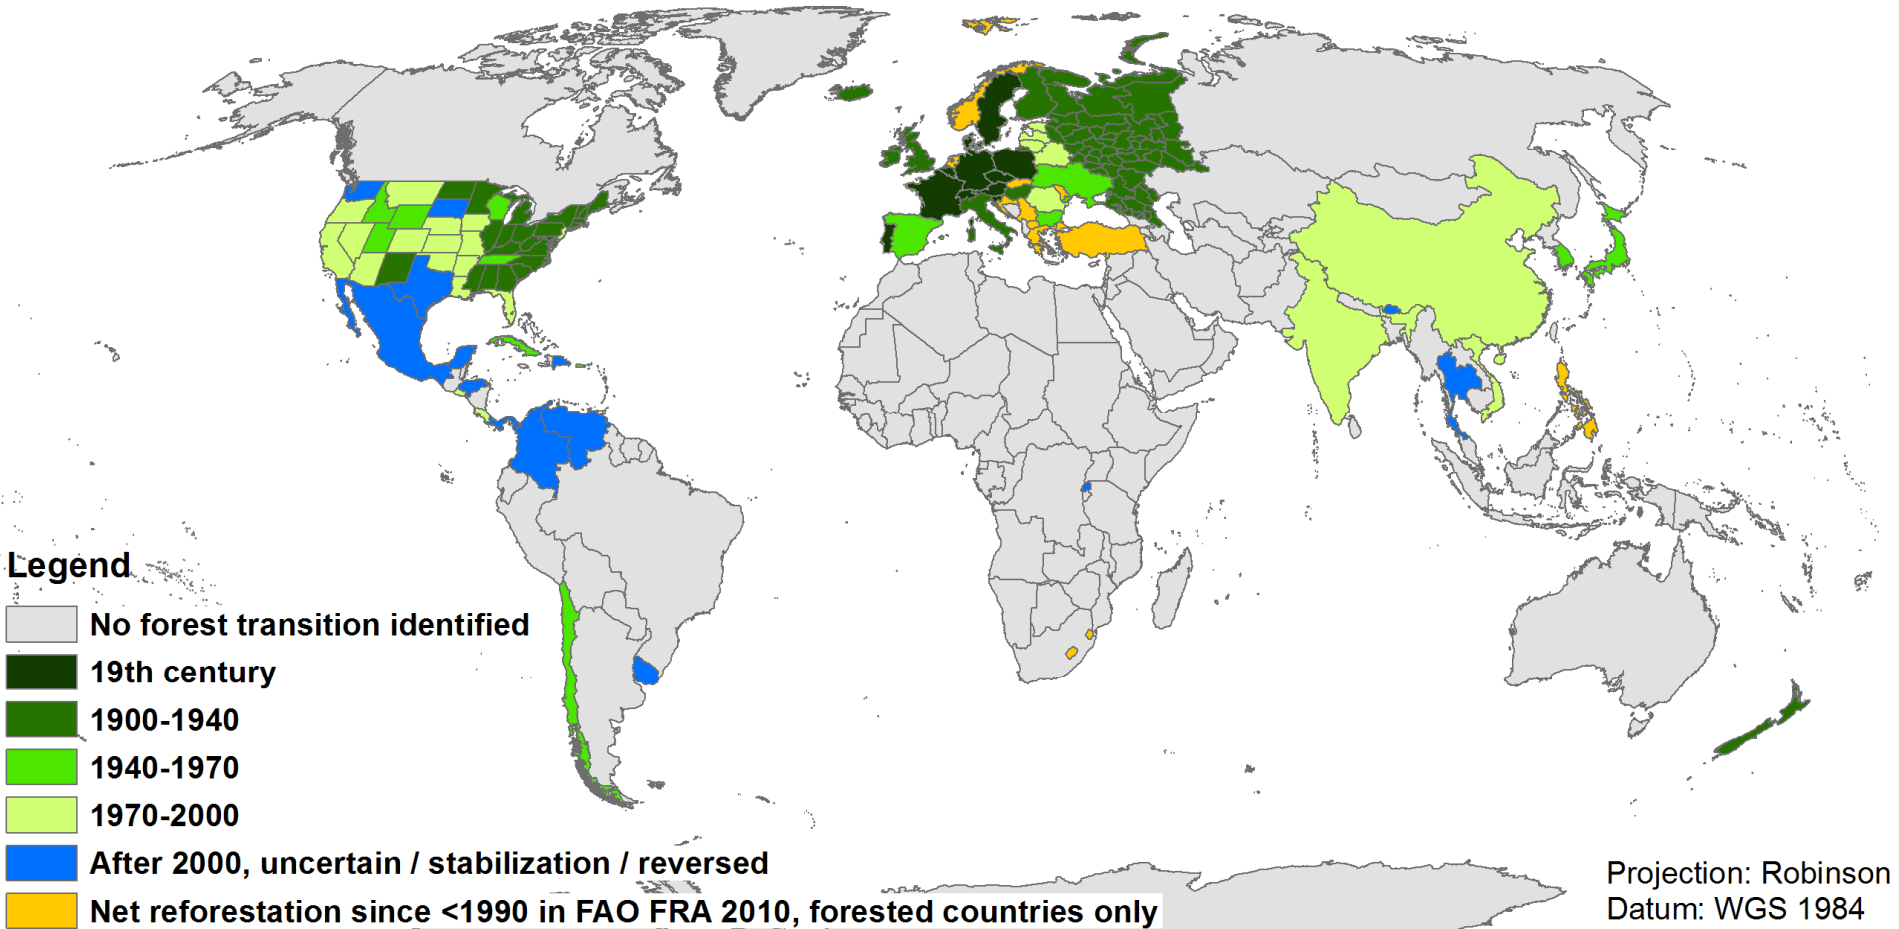 Legend
No forest transition identified
19th century
1900-1940
1940-1970
1970-2000
After 2000, uncertain / stabilization / reversed
Net reforestation since <1990 in FAO FRA 2010, forested countries only
Projection: Robinson
Datum: WGS 1984